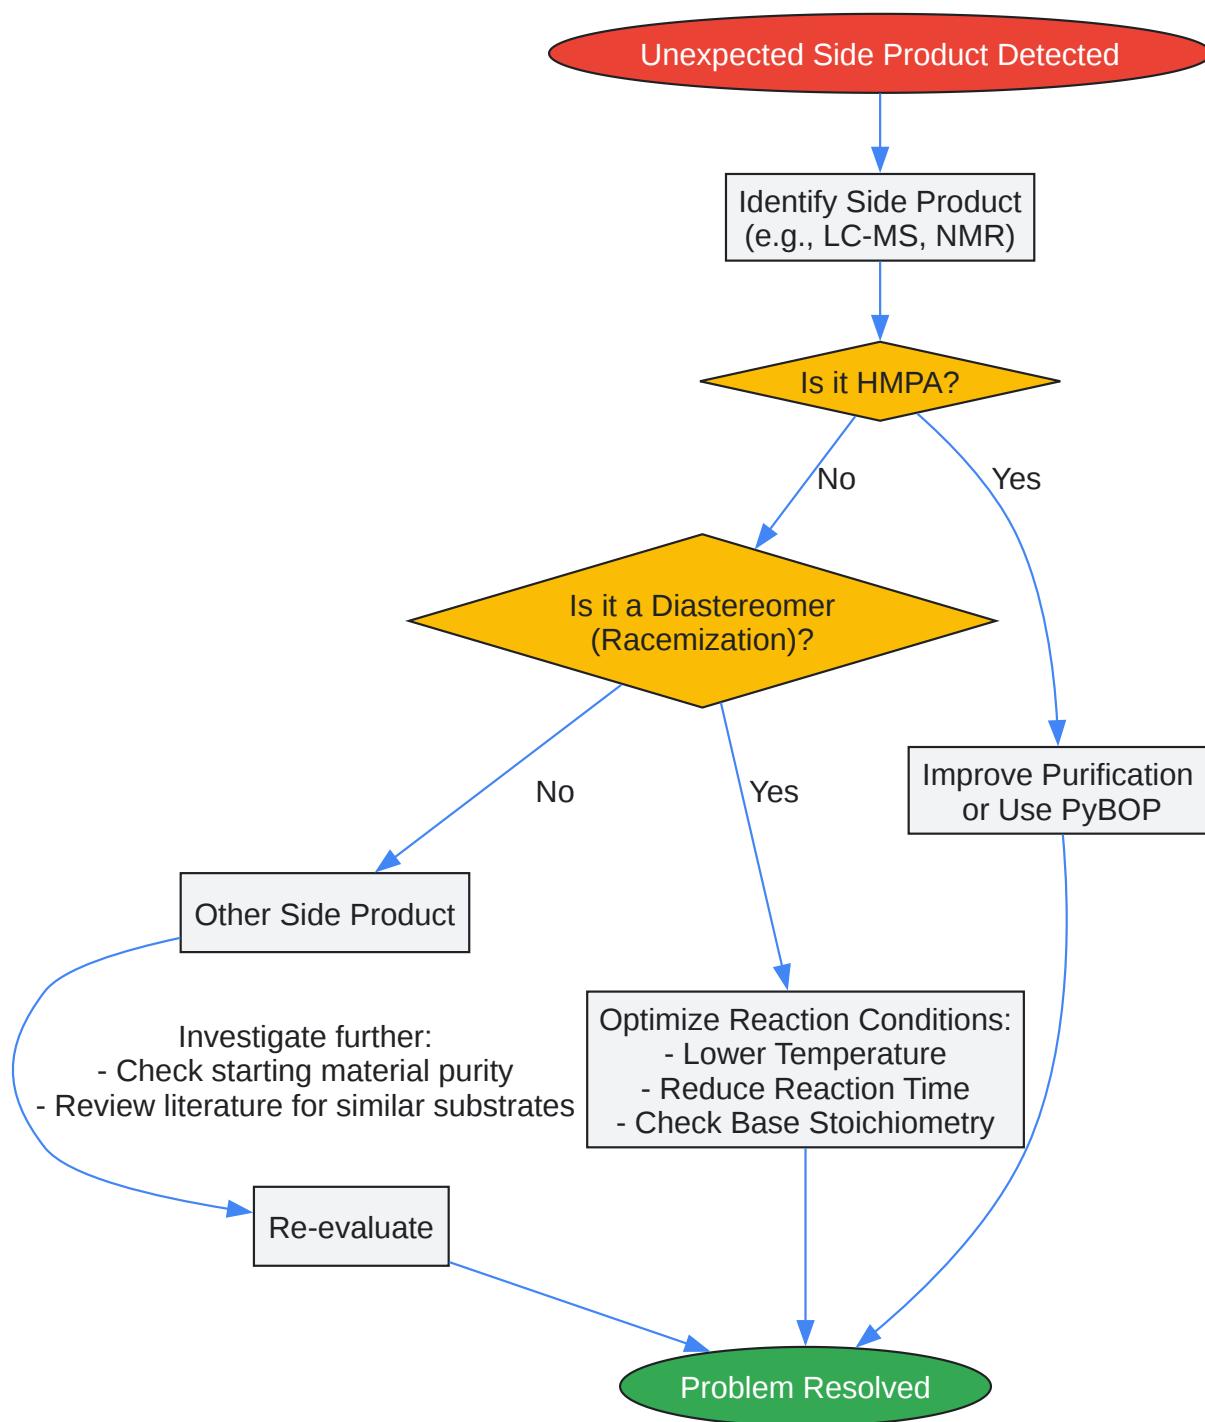 Unexpected Side Product Detected
Identify Side Product
(e.g., LC-MS, NMR)
Is it HMPA?
No
Yes
Is it a Diastereomer
(Racemization)?
No
Yes
Improve Purification
or Use PyBOP
Other Side Product
Investigate further:
- Check starting material purity
- Review literature for similar substrates
Optimize Reaction Conditions:
- Lower Temperature
- Reduce Reaction Time
- Check Base Stoichiometry
Re-evaluate
Problem Resolved